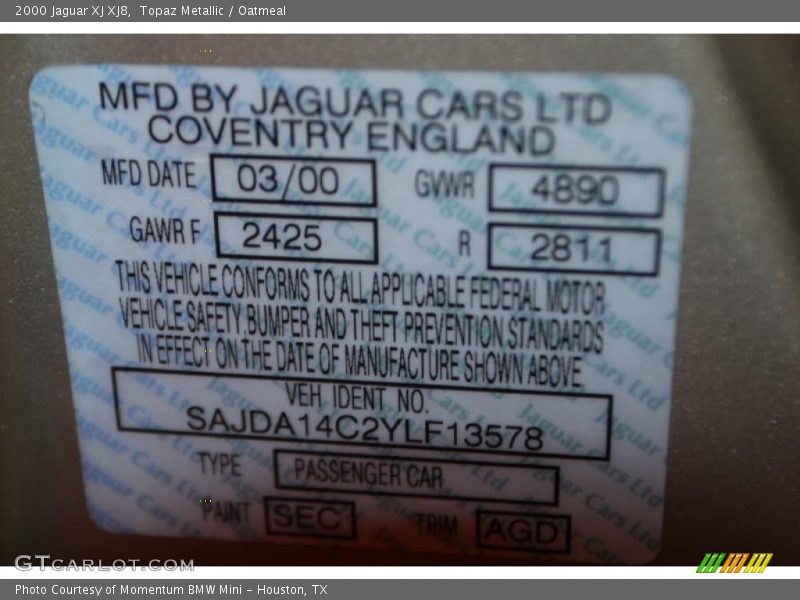 2000 Jaguar XJ XJ8,  Topaz Metallic / Oatmeal
MFD BY JAGUAR CARS LTD
COVENTRY ENGLAND
MFD DATE 03/00 GVWR 4890
GAWR F 2425 R 2811
THIS VEHICLE CONFORMS TO ALL APPLICABLE FEDERAL MOTOR
VEHICLE SAFETY, BUMPER AND THEFT PREVENTION STANDARDS
IN EFFECT ON THE DATE OF MANUFACTURE SHOWN ABOVE
VEH. IDENT. NO.
SAJDA14C2YLF13578
TYPE PASSENGER CAR
PAINT SEC TRIM AGD
GTCARLOT.COM
Photo Courtesy of Momentum BMW Mini - Houston, TX